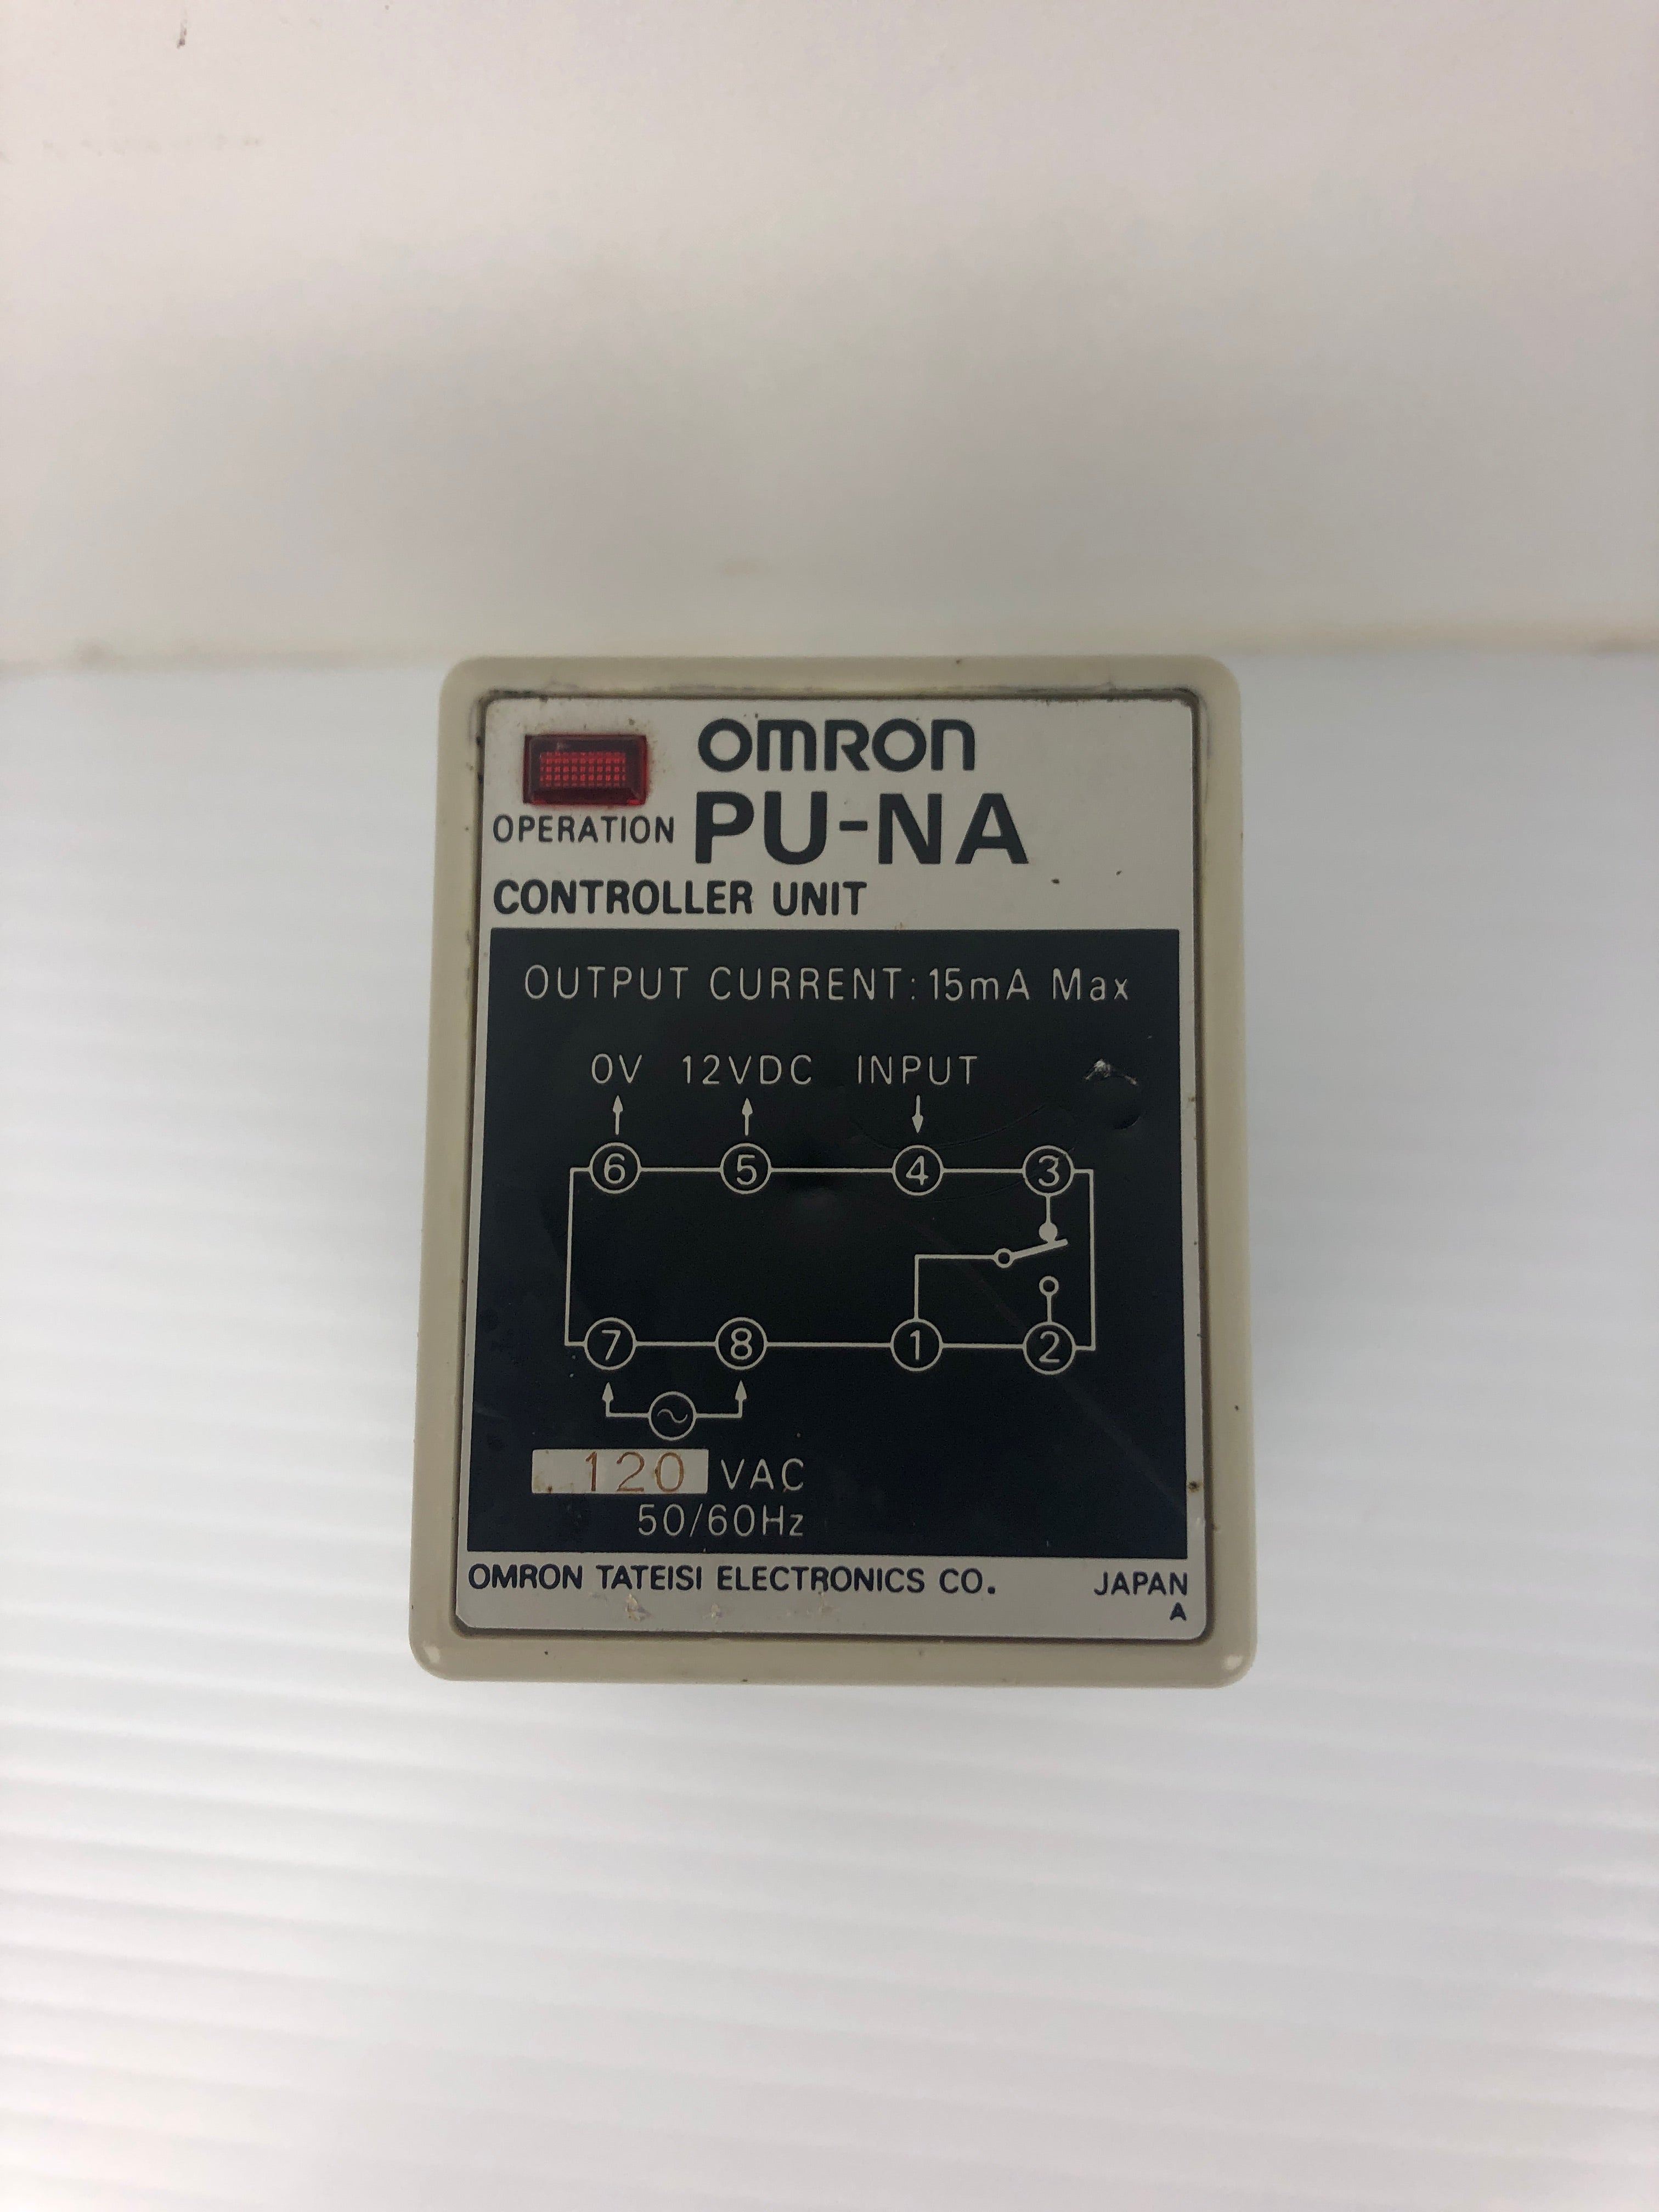 OMRON
OPERATION PU-NA
CONTROLLER UNIT
OUTPUT CURRENT: 15mA Max
0V 12VDC INPUT
6 5 4 3
7 8 1 2
120 VAC
50/60Hz
OMRON TATEISI ELECTRONICS CO. JAPAN
A